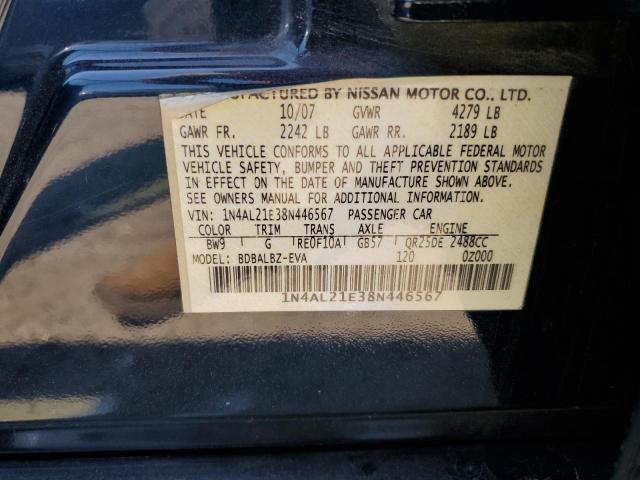 MANUFACTURED BY NISSAN MOTOR CO., LTD.
DATE 10/07 GVWR 4279 LB
GAWR FR. 2242 LB GAWR RR. 2189 LB
THIS VEHICLE CONFORMS TO ALL APPLICABLE FEDERAL MOTOR
VEHICLE SAFETY, BUMPER AND THEFT PREVENTION STANDARDS
IN EFFECT ON THE DATE OF MANUFACTURE SHOWN ABOVE.
SEE OWNERS MANUAL FOR ADDITIONAL INFORMATION.
VIN: 1N4AL21E38N446567 PASSENGER CAR
COLOR TRIM TRANS AXLE ENGINE
BW9 G RE0F10A GB57 QR25DE 2488CC
MODEL: BDBALBZ-EVA 120 0Z000
1N4AL21E38N446567